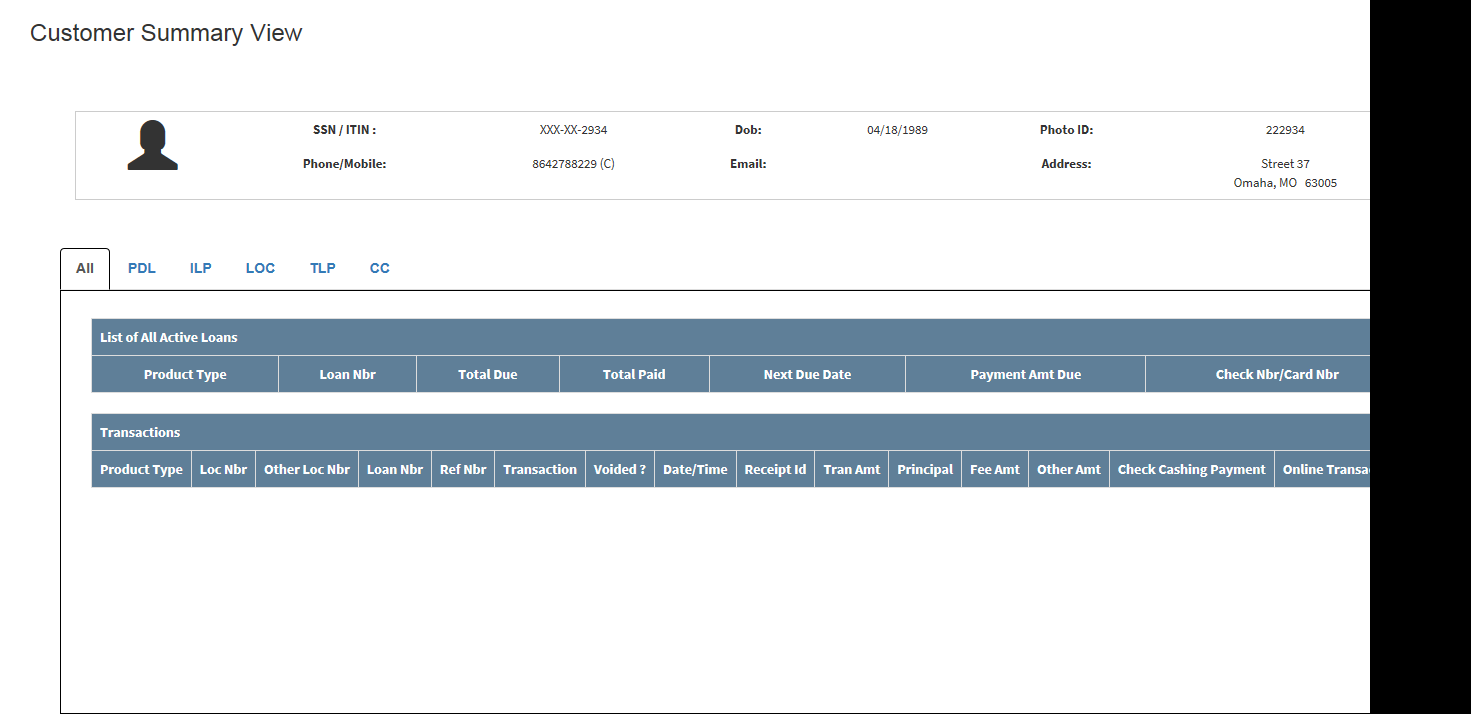 Customer Summary View
SSN / ITIN : XXX-XX-2934 Dob: 04/18/1989 Photo ID: 222934
Phone/Mobile: 8642788229 (C) Email: Address: Street 37
Omaha, MO 63005
All PDL ILP LOC TLP CC
List of All Active Loans
Product Type Loan Nbr Total Due Total Paid Next Due Date Payment Amt Due Check Nbr/Card Nbr
Transactions
Product Type Loc Nbr Other Loc Nbr Loan Nbr Ref Nbr Transaction Voided ? Date/Time Receipt Id Tran Amt Principal Fee Amt Other Amt Check Cashing Payment Online Transa